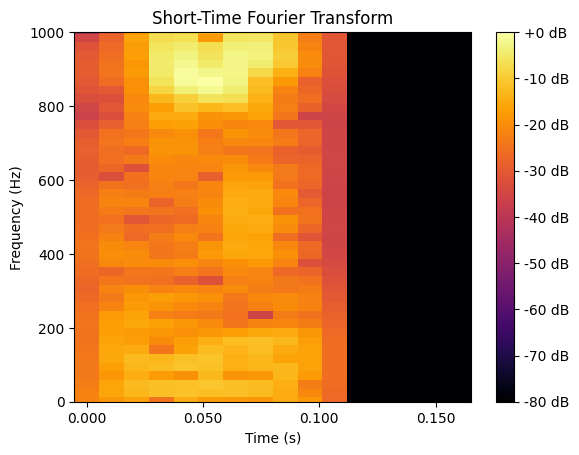 Short-Time Fourier Transform
1000
800
600
400
200
0
Frequency (Hz)
0.000
0.050
0.100
0.150
Time (s)
+0 dB
-10 dB
-20 dB
-30 dB
-40 dB
-50 dB
-60 dB
-70 dB
-80 dB